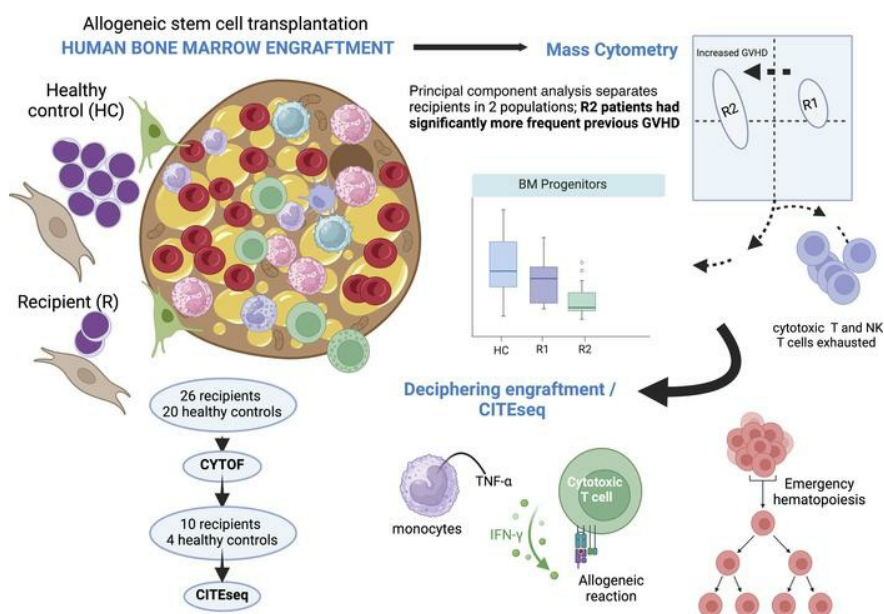 Allogeneic stem cell transplantation
HUMAN BONE MARROW ENGRAFTMENT
Healthy
control (HC)
Recipient (R)
26 recipients
20 healthy controls
CYTOF
10 recipients
4 healthy controls
CITEseq
Mass Cytometry
Principal component analysis separates
recipients in 2 populations; R2 patients had
significantly more frequent previous GVHD
Increased GVHD
R2
R1
BM Progenitors
HC
R1
R2
cytotoxic T and NK
T cells exhausted
Deciphering engraftment /
CITEseq
TNF-α
monocytes
Cytotoxic
T cell
IFN-γ
Allogeneic
reaction
Emergency
hematopoiesis